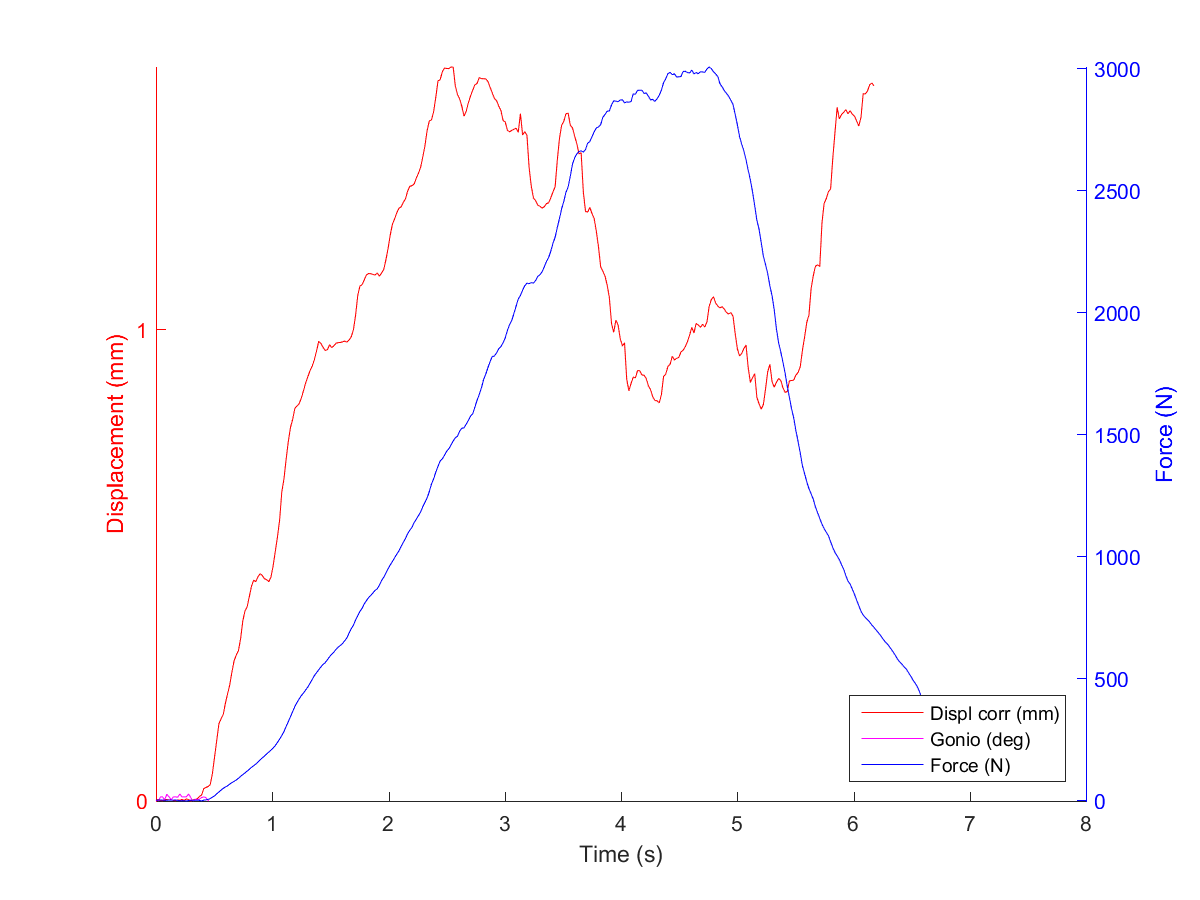 Displacement (mm)
1
0
3000
2500
2000
1500
1000
500
0
Force (N)
Displ corr (mm)
Gonio (deg)
Force (N)
0 1 2 3 4 5 6 7 8
Time (s)